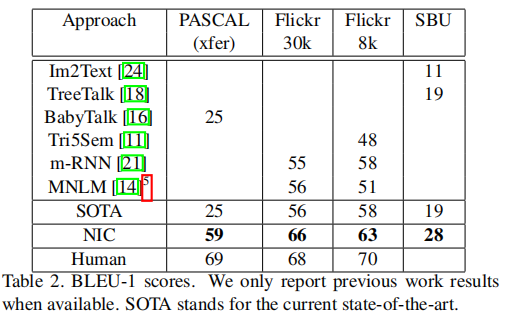 Approach PASCAL Flickr Flickr SBU
(xfer) 30k 8k
Im2Text [24] 11
TreeTalk [18] 19
BabyTalk [16] 25
Tri5Sem [11] 48
m-RNN [21] 55 58
MNLM [14]5 56 51
SOTA 25 56 58 19
NIC 59 66 63 28
Human 69 68 70
Table 2. BLEU-1 scores. We only report previous work results
when available. SOTA stands for the current state-of-the-art.